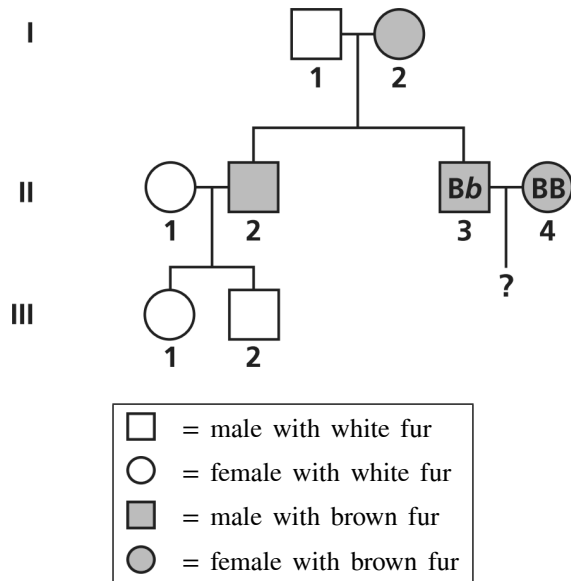 I
1 2
II
Bb BB
1 2 3 4
?
III
1 2
= male with white fur
= female with white fur
= male with brown fur
= female with brown fur